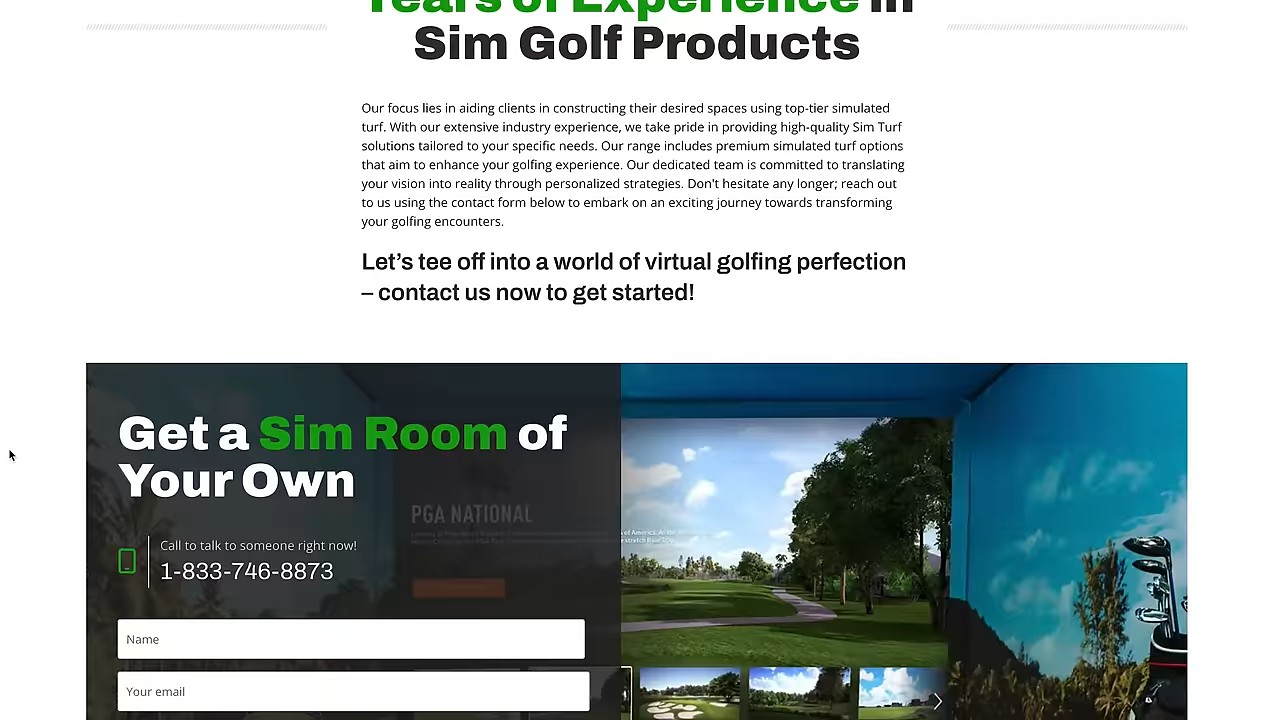 Years of Experience in
Sim Golf Products
Our focus lies in aiding clients in constructing their desired spaces using top-tier simulated
turf. With our extensive industry experience, we take pride in providing high-quality Sim Turf
solutions tailored to your specific needs. Our range includes premium simulated turf options
that aim to enhance your golfing experience. Our dedicated team is committed to translating
your vision into reality through personalized strategies. Don't hesitate any longer; reach out
to us using the contact form below to embark on an exciting journey towards transforming
your golfing encounters.
Let’s tee off into a world of virtual golfing perfection
– contact us now to get started!
Get a Sim Room of
Your Own
PGA NATIONAL
Call to talk to someone right now!
1-833-746-8873
Name
Your email